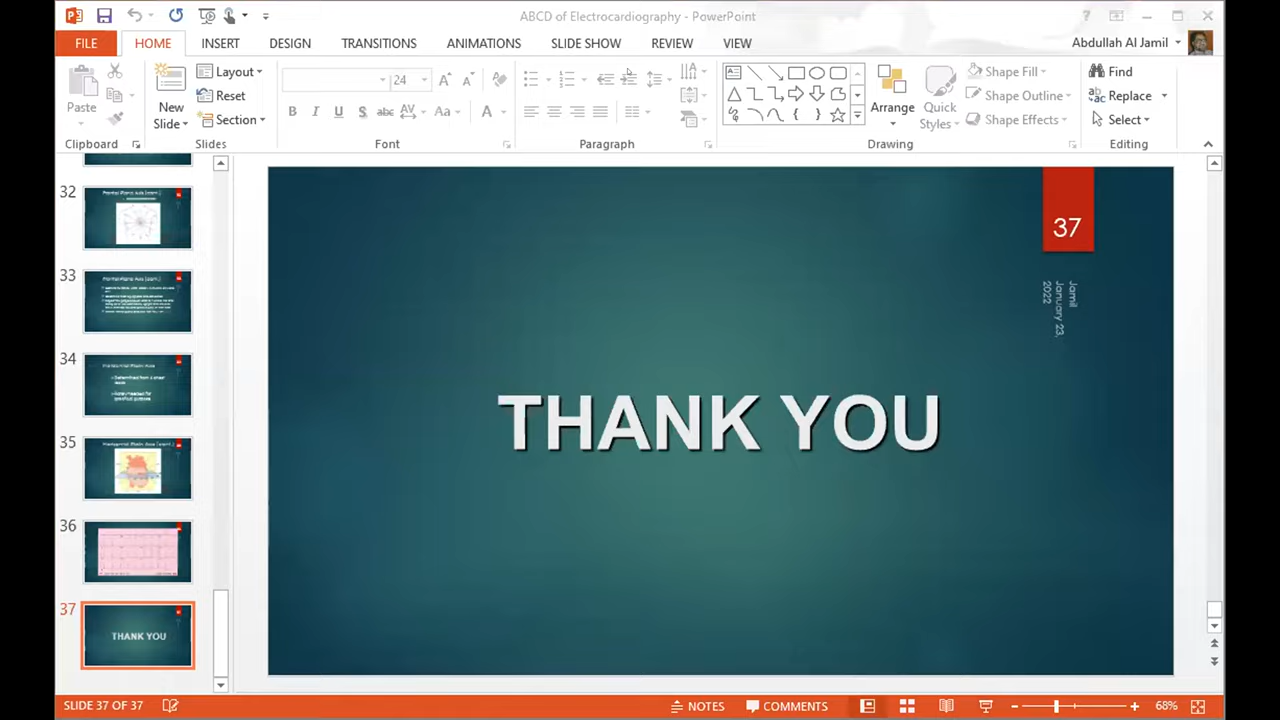 ABCD of Electrocardiography - PowerPoint
FILE HOME INSERT DESIGN TRANSITIONS ANIMATIONS SLIDE SHOW REVIEW VIEW Abdullah Al Jamil
Paste
New
Slide
Layout
Reset
Section
24
Arrange
Quick
Styles
Shape Fill
Shape Outline
Shape Effects
Find
Replace
Select
Clipboard Slides Font Paragraph Drawing Editing
32
33
34
35
36
37
THANK YOU
37
Jamil
January 23,
2022
THANK YOU
SLIDE 37 OF 37 NOTES COMMENTS 68%